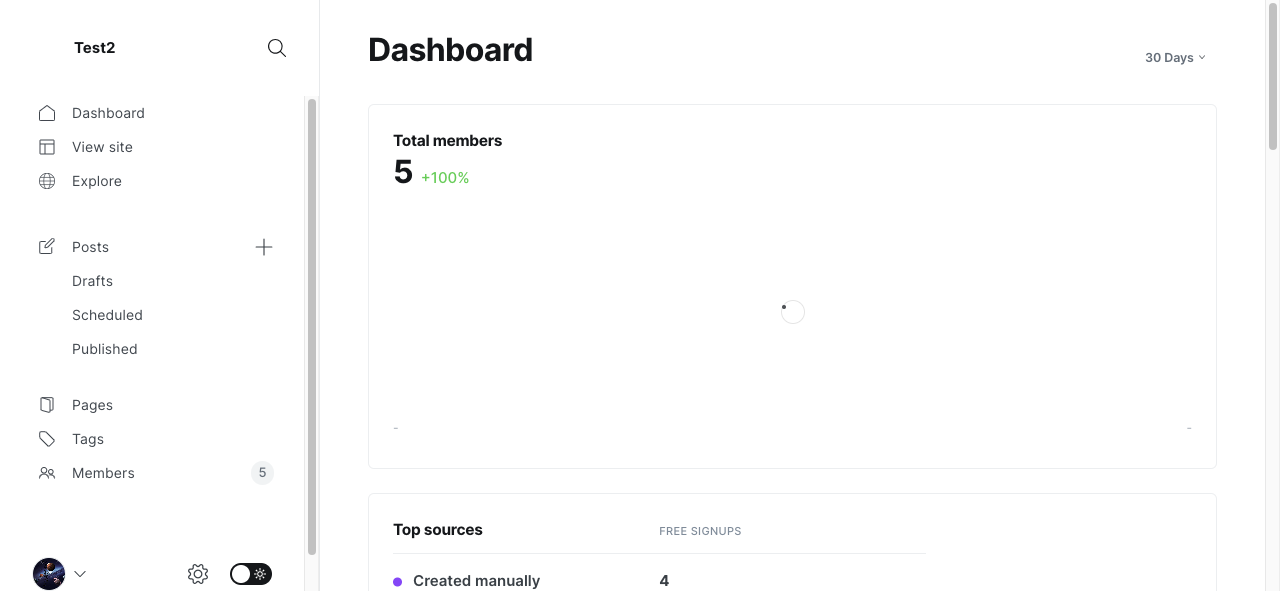 Test2
Dashboard
View site
Explore
Posts
Drafts
Scheduled
Published
Pages
Tags
Members 5
Dashboard
30 Days
Total members
5 +100%
- -
Top sources FREE SIGNUPS
Created manually 4